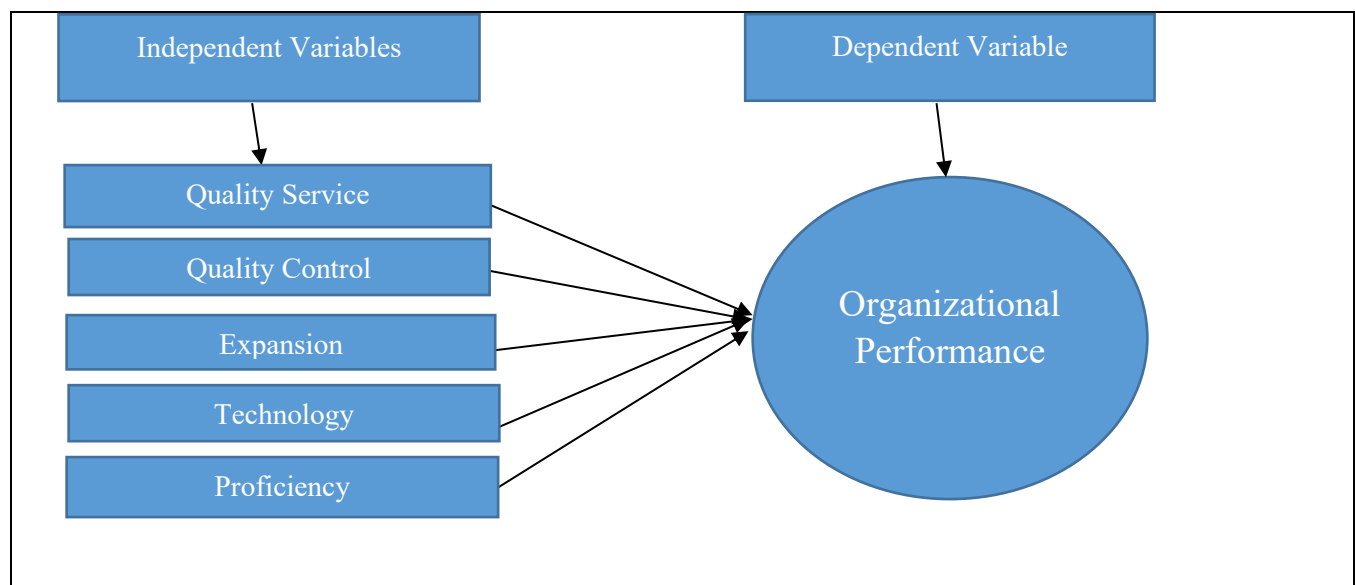 Independent Variables
Dependent Variable
Quality Service
Quality Control
Expansion
Technology
Proficiency
Organizational
Performance